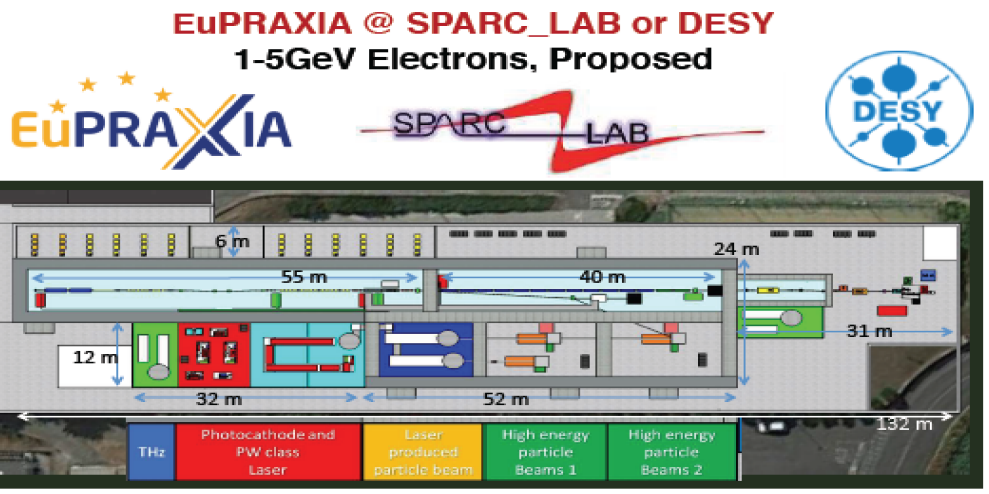 EuPRAXIA @ SPARC_LAB or DESY
1-5GeV Electrons, Proposed
EuPRAXIA
SPARC LAB
DESY
6 m
24 m
55 m
40 m
31 m
12 m
32 m
52 m
132 m
THz
Photocathode and
PW class
Laser
Laser
produced
particle beam
High energy
particle
Beams 1
High energy
particle
Beams 2